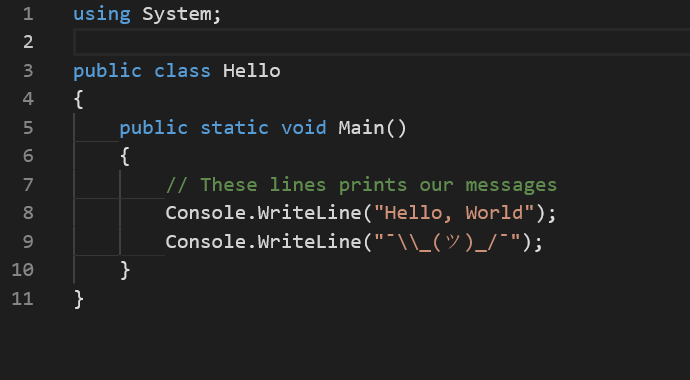 1 using System;
2
3 public class Hello
4 {
5     public static void Main()
6     {
7         // These lines prints our messages
8         Console.WriteLine("Hello, World");
9         Console.WriteLine("¯\\_(ツ)_/¯");
10     }
11 }